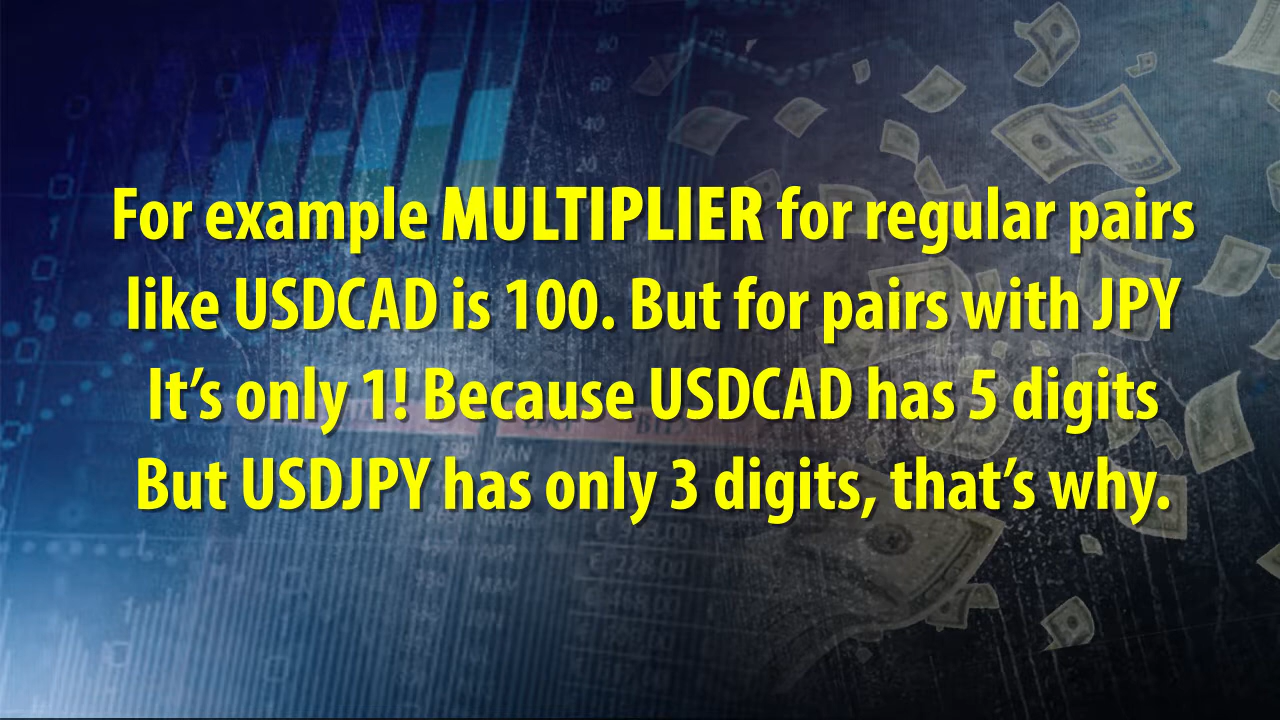 For example MULTIPLIER for regular pairs
like USDCAD is 100. But for pairs with JPY
It’s only 1! Because USDCAD has 5 digits
But USDJPY has only 3 digits, that’s why.